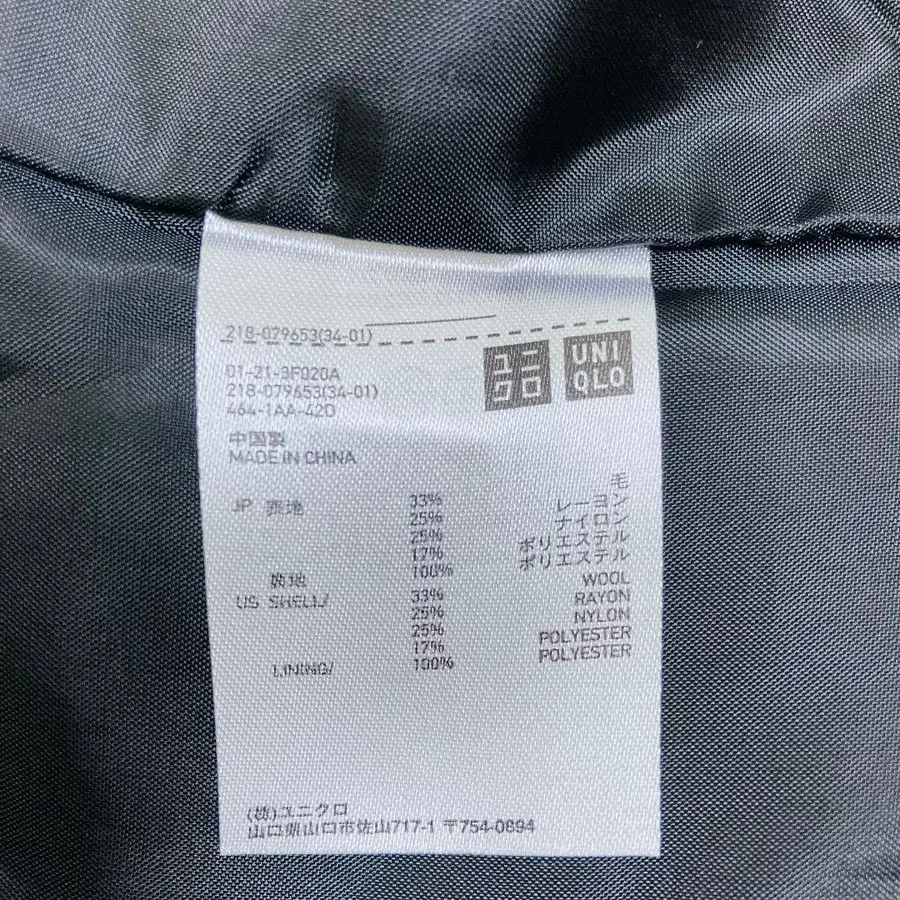 218-079653(34-01)
ユニクロ
UNIQLO
01-21-3F020A
218-079653(34-01)
464-1AA-42D
中国製
MADE IN CHINA
JP 表地 33% 毛
25% レーヨン
25% ナイロン
17% ポリエステル
裏地 100% ポリエステル
US SHELL/ 33% WOOL
25% RAYON
25% NYLON
17% POLYESTER
LINING/ 100% POLYESTER
(株)ユニクロ
山口県山口市佐山717-1 〒754-0894